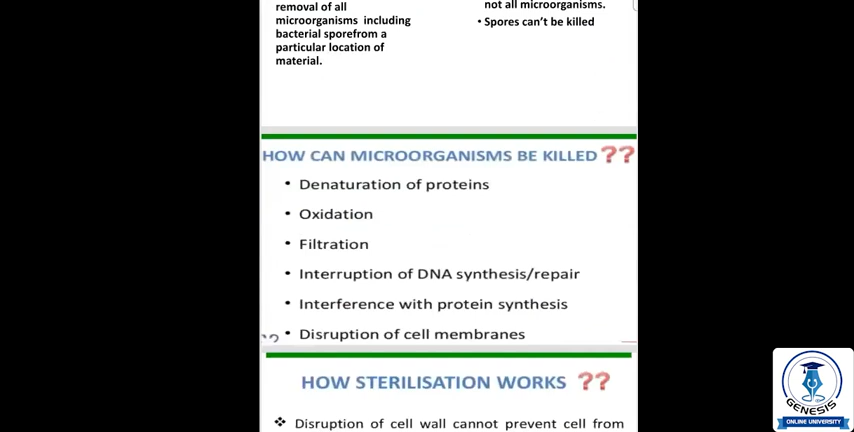 removal of all
microorganisms including
bacterial sporefrom a
particular location of
material.
not all microorganisms.
• Spores can’t be killed
HOW CAN MICROORGANISMS BE KILLED ??
• Denaturation of proteins
• Oxidation
• Filtration
• Interruption of DNA synthesis/repair
• Interference with protein synthesis
• Disruption of cell membranes
HOW STERILISATION WORKS ??
❖ Disruption of cell wall cannot prevent cell from
GENESIS
ONLINE UNIVERSITY